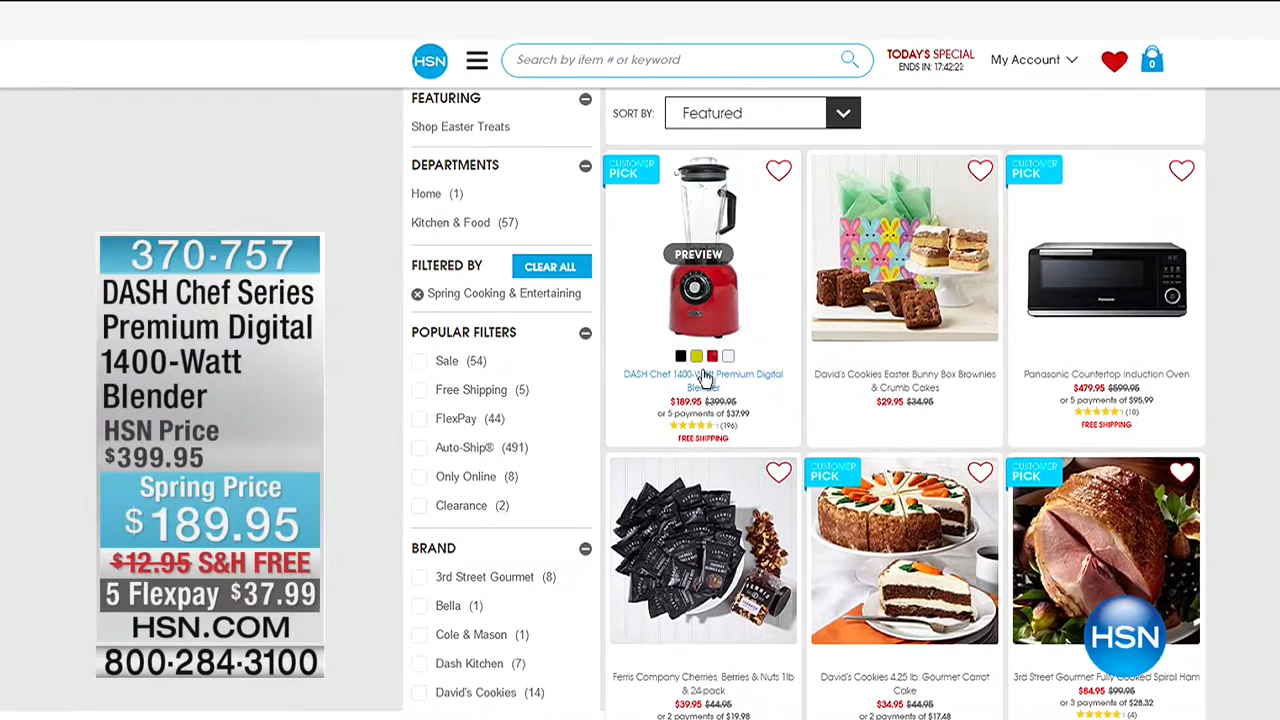 HSN
Search by item # or keyword
TODAY'S SPECIAL
ENDS IN: 17:42:22
My Account
0
370-757
DASH Chef Series
Premium Digital
1400-Watt
Blender
HSN Price
$399.95
Spring Price
$189.95
$12.95 S&H FREE
5 Flexpay $37.99
HSN.COM
800-284-3100
FEATURING
Shop Easter Treats
DEPARTMENTS
Home (1)
Kitchen & Food (57)
FILTERED BY
CLEAR ALL
Spring Cooking & Entertaining
POPULAR FILTERS
Sale (54)
Free Shipping (5)
FlexPay (44)
Auto-Ship® (491)
Only Online (8)
Clearance (2)
BRAND
3rd Street Gourmet (8)
Bella (1)
Cole & Mason (1)
Dash Kitchen (7)
David's Cookies (14)
SORT BY:
Featured
CUSTOMER
PICK
PREVIEW
DASH Chef 1400-Watt Premium Digital
Blender
$189.95 $399.95
or 5 payments of $37.99
(196)
FREE SHIPPING
David's Cookies Easter Bunny Box Brownies
& Crumb Cakes
$29.95 $34.95
CUSTOMER
PICK
Panasonic
Panasonic Countertop Induction Oven
$479.95 $599.95
or 5 payments of $95.99
(10)
FREE SHIPPING
Ferris Company Cherries, Berries & Nuts 1lb
& 24-pack
$39.95 $44.95
or 2 payments of $19.98
CUSTOMER
PICK
David's Cookies 4.25 lb. Gourmet Carrot
Cake
$34.95 $44.95
or 2 payments of $17.48
CUSTOMER
PICK
HSN
3rd Street Gourmet Fully Cooked Spiral Ham
$84.95 $99.95
or 3 payments of $28.32
(4)